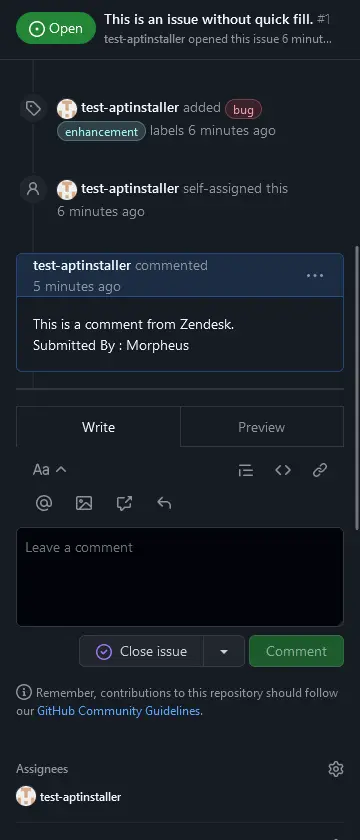 Open
This is an issue without quick fill. #1
test-aptinstaller opened this issue 6 minut...
test-aptinstaller added bug
enhancement labels 6 minutes ago
test-aptinstaller self-assigned this
6 minutes ago
test-aptinstaller commented
5 minutes ago
This is a comment from Zendesk.
Submitted By : Morpheus
Write Preview
Aa
Leave a comment
Close issue Comment
Remember, contributions to this repository should follow
our GitHub Community Guidelines.
Assignees
test-aptinstaller